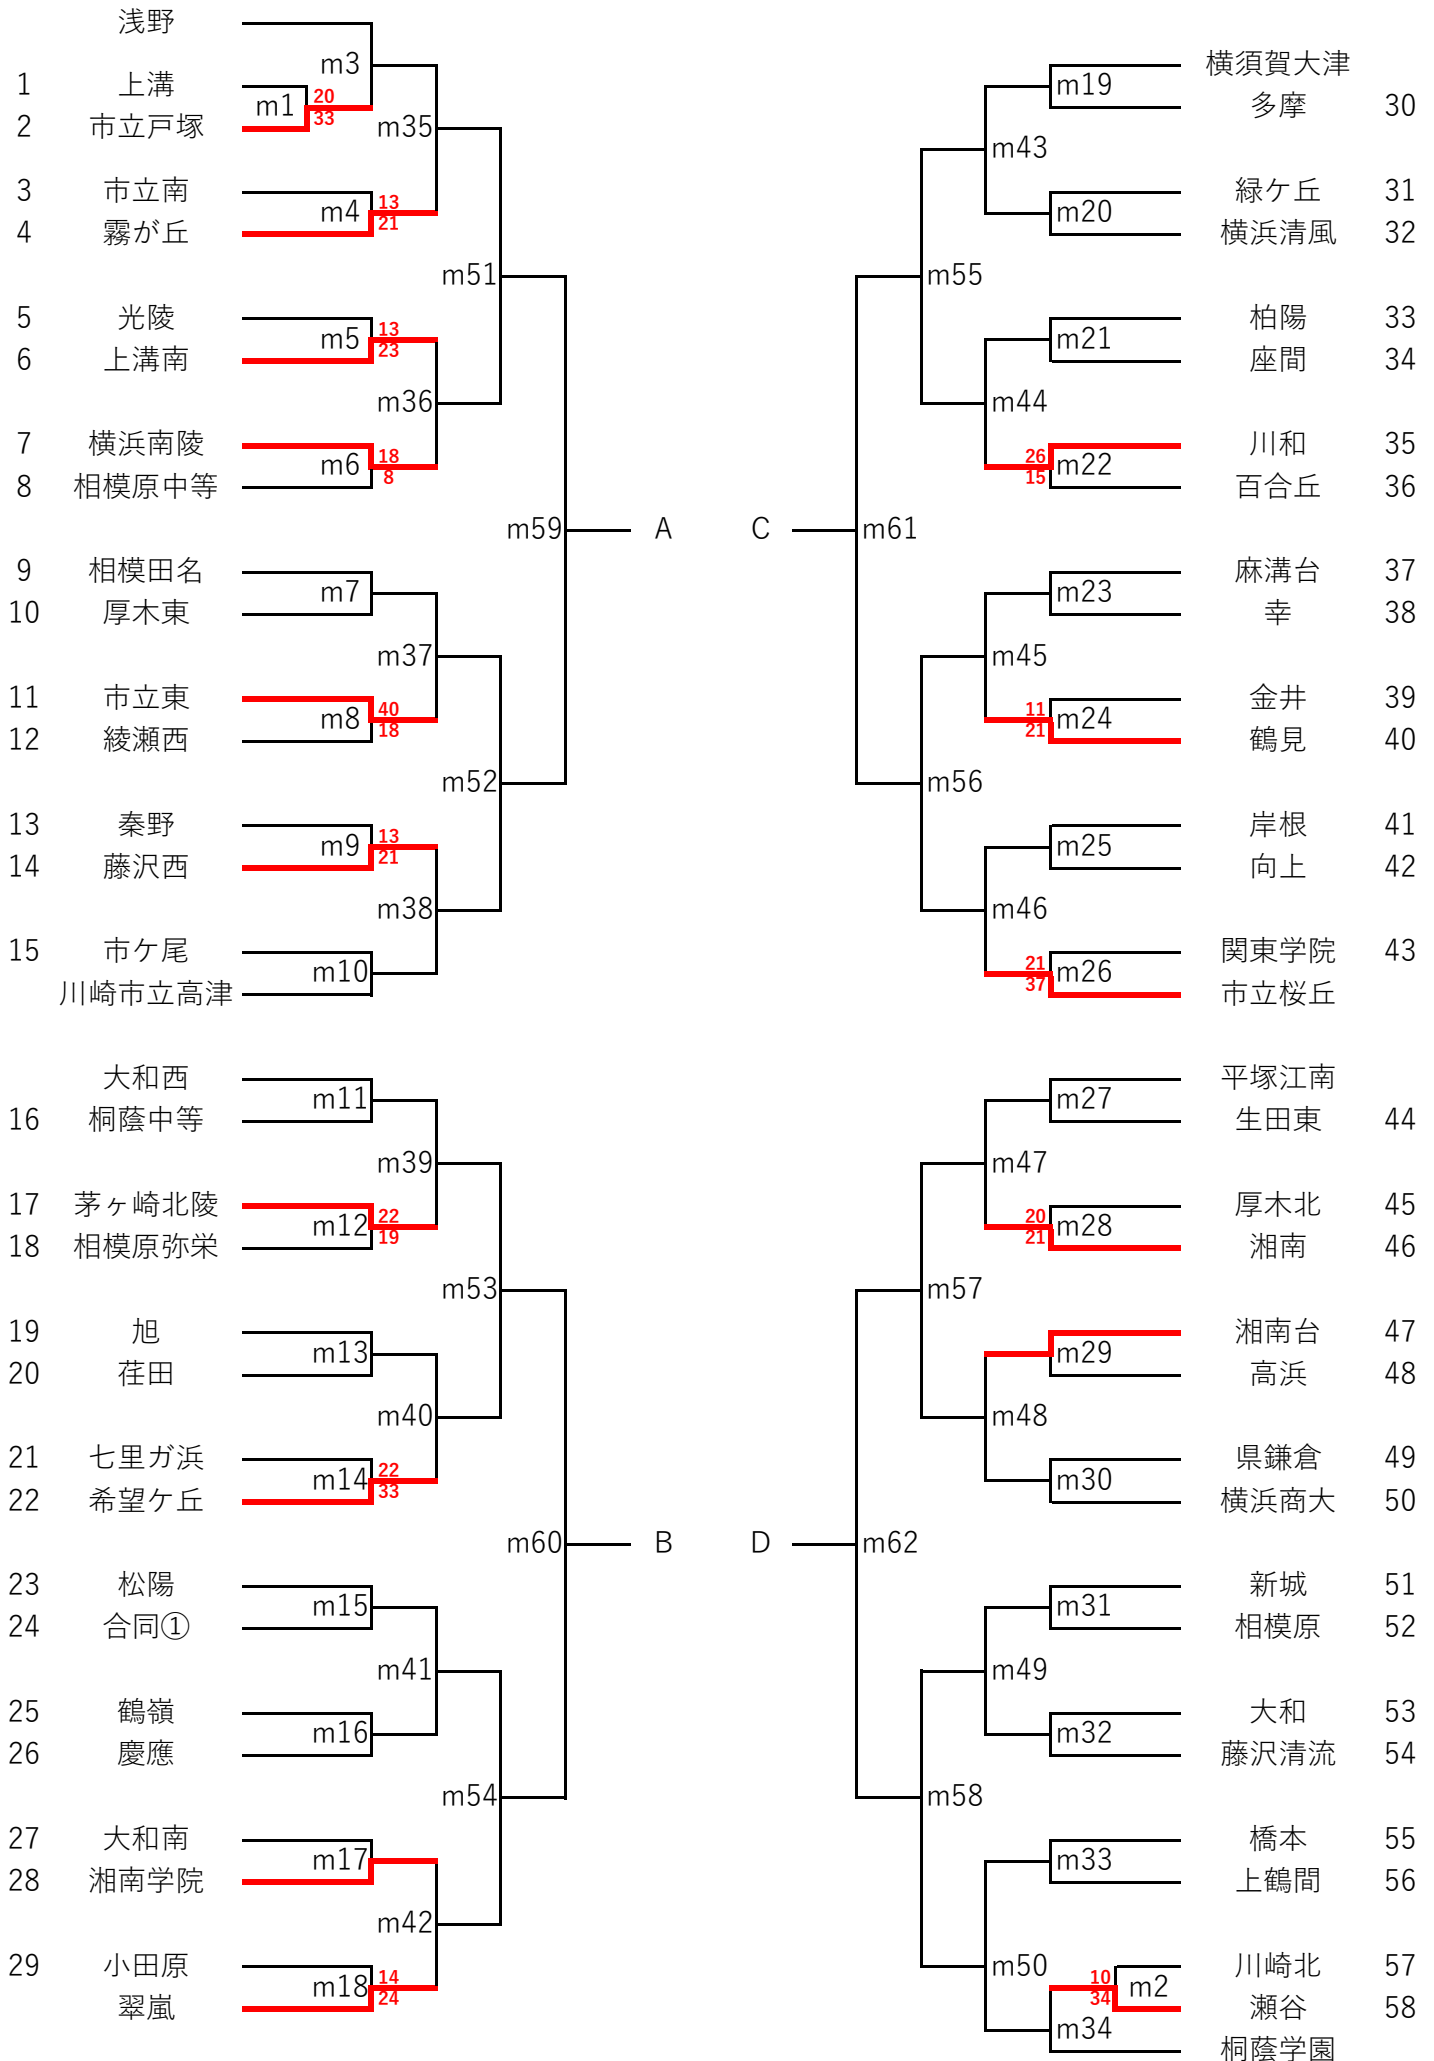 浅野
m3
1 上溝
m1 20
33
2 市立戸塚
m35
3 市立南
m4 13
21
4 霧が丘
m51
5 光陵
m5 13
23
6 上溝南
m36
7 横浜南陵
m6 18
8
8 相模原中等
m59 A
9 相模田名
m7
10 厚木東
m37
11 市立東
m8 40
18
12 綾瀬西
m52
13 秦野
m9 13
21
14 藤沢西
m38
15 市ケ尾
m10
川崎市立高津
大和西
m11
16 桐蔭中等
m39
17 茅ヶ崎北陵
m12 22
19
18 相模原弥栄
m53
19 旭
m13
20 荏田
m40
21 七里ガ浜
m14 22
33
22 希望ケ丘
m60 B
23 松陽
m15
24 合同①
m41
25 鶴嶺
m16
26 慶應
m54
27 大和南
m17
28 湘南学院
m42
29 小田原
m18 14
24
翠嵐
横須賀大津
m19
多摩 30
m43
緑ケ丘 31
m20
横浜清風 32
m55
柏陽 33
m21
座間 34
m44
川和 35
26 m22
15
百合丘 36
C m61
麻溝台 37
m23
幸 38
m45
金井 39
11 m24
21
鶴見 40
m56
岸根 41
m25
向上 42
m46
関東学院 43
21 m26
37
市立桜丘
平塚江南
m27
生田東 44
m47
厚木北 45
20 m28
21
湘南 46
m57
湘南台 47
m29
高浜 48
m48
県鎌倉 49
m30
横浜商大 50
D m62
新城 51
m31
相模原 52
m49
大和 53
m32
藤沢清流 54
m58
橋本 55
m33
上鶴間 56
m50
川崎北 57
10 m2
34
瀬谷 58
m34
桐蔭学園